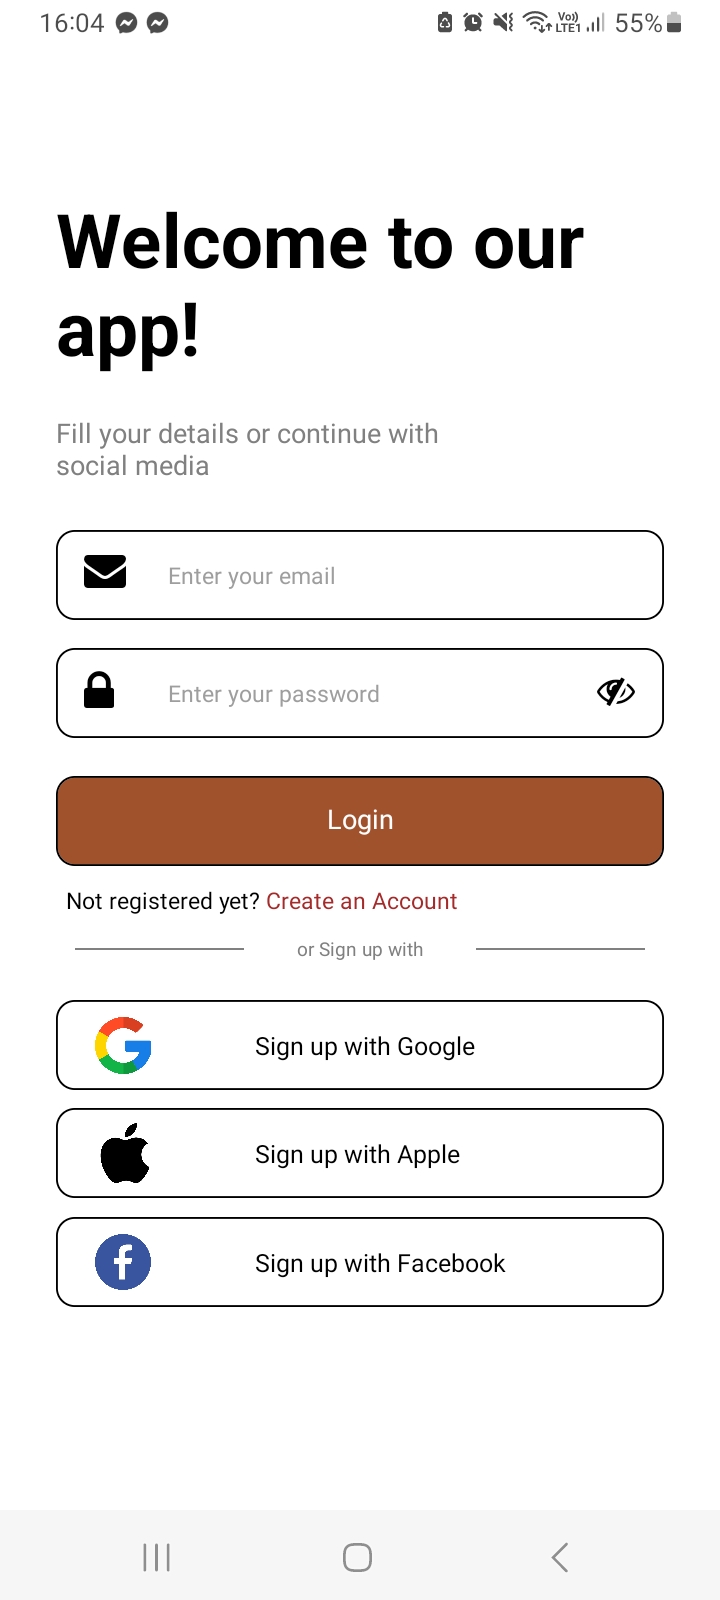 16:04 Vo)) LTE1 55%
Welcome to our
app!
Fill your details or continue with
social media
Enter your email
Enter your password
Login
Not registered yet? Create an Account
or Sign up with
Sign up with Google
Sign up with Apple
Sign up with Facebook